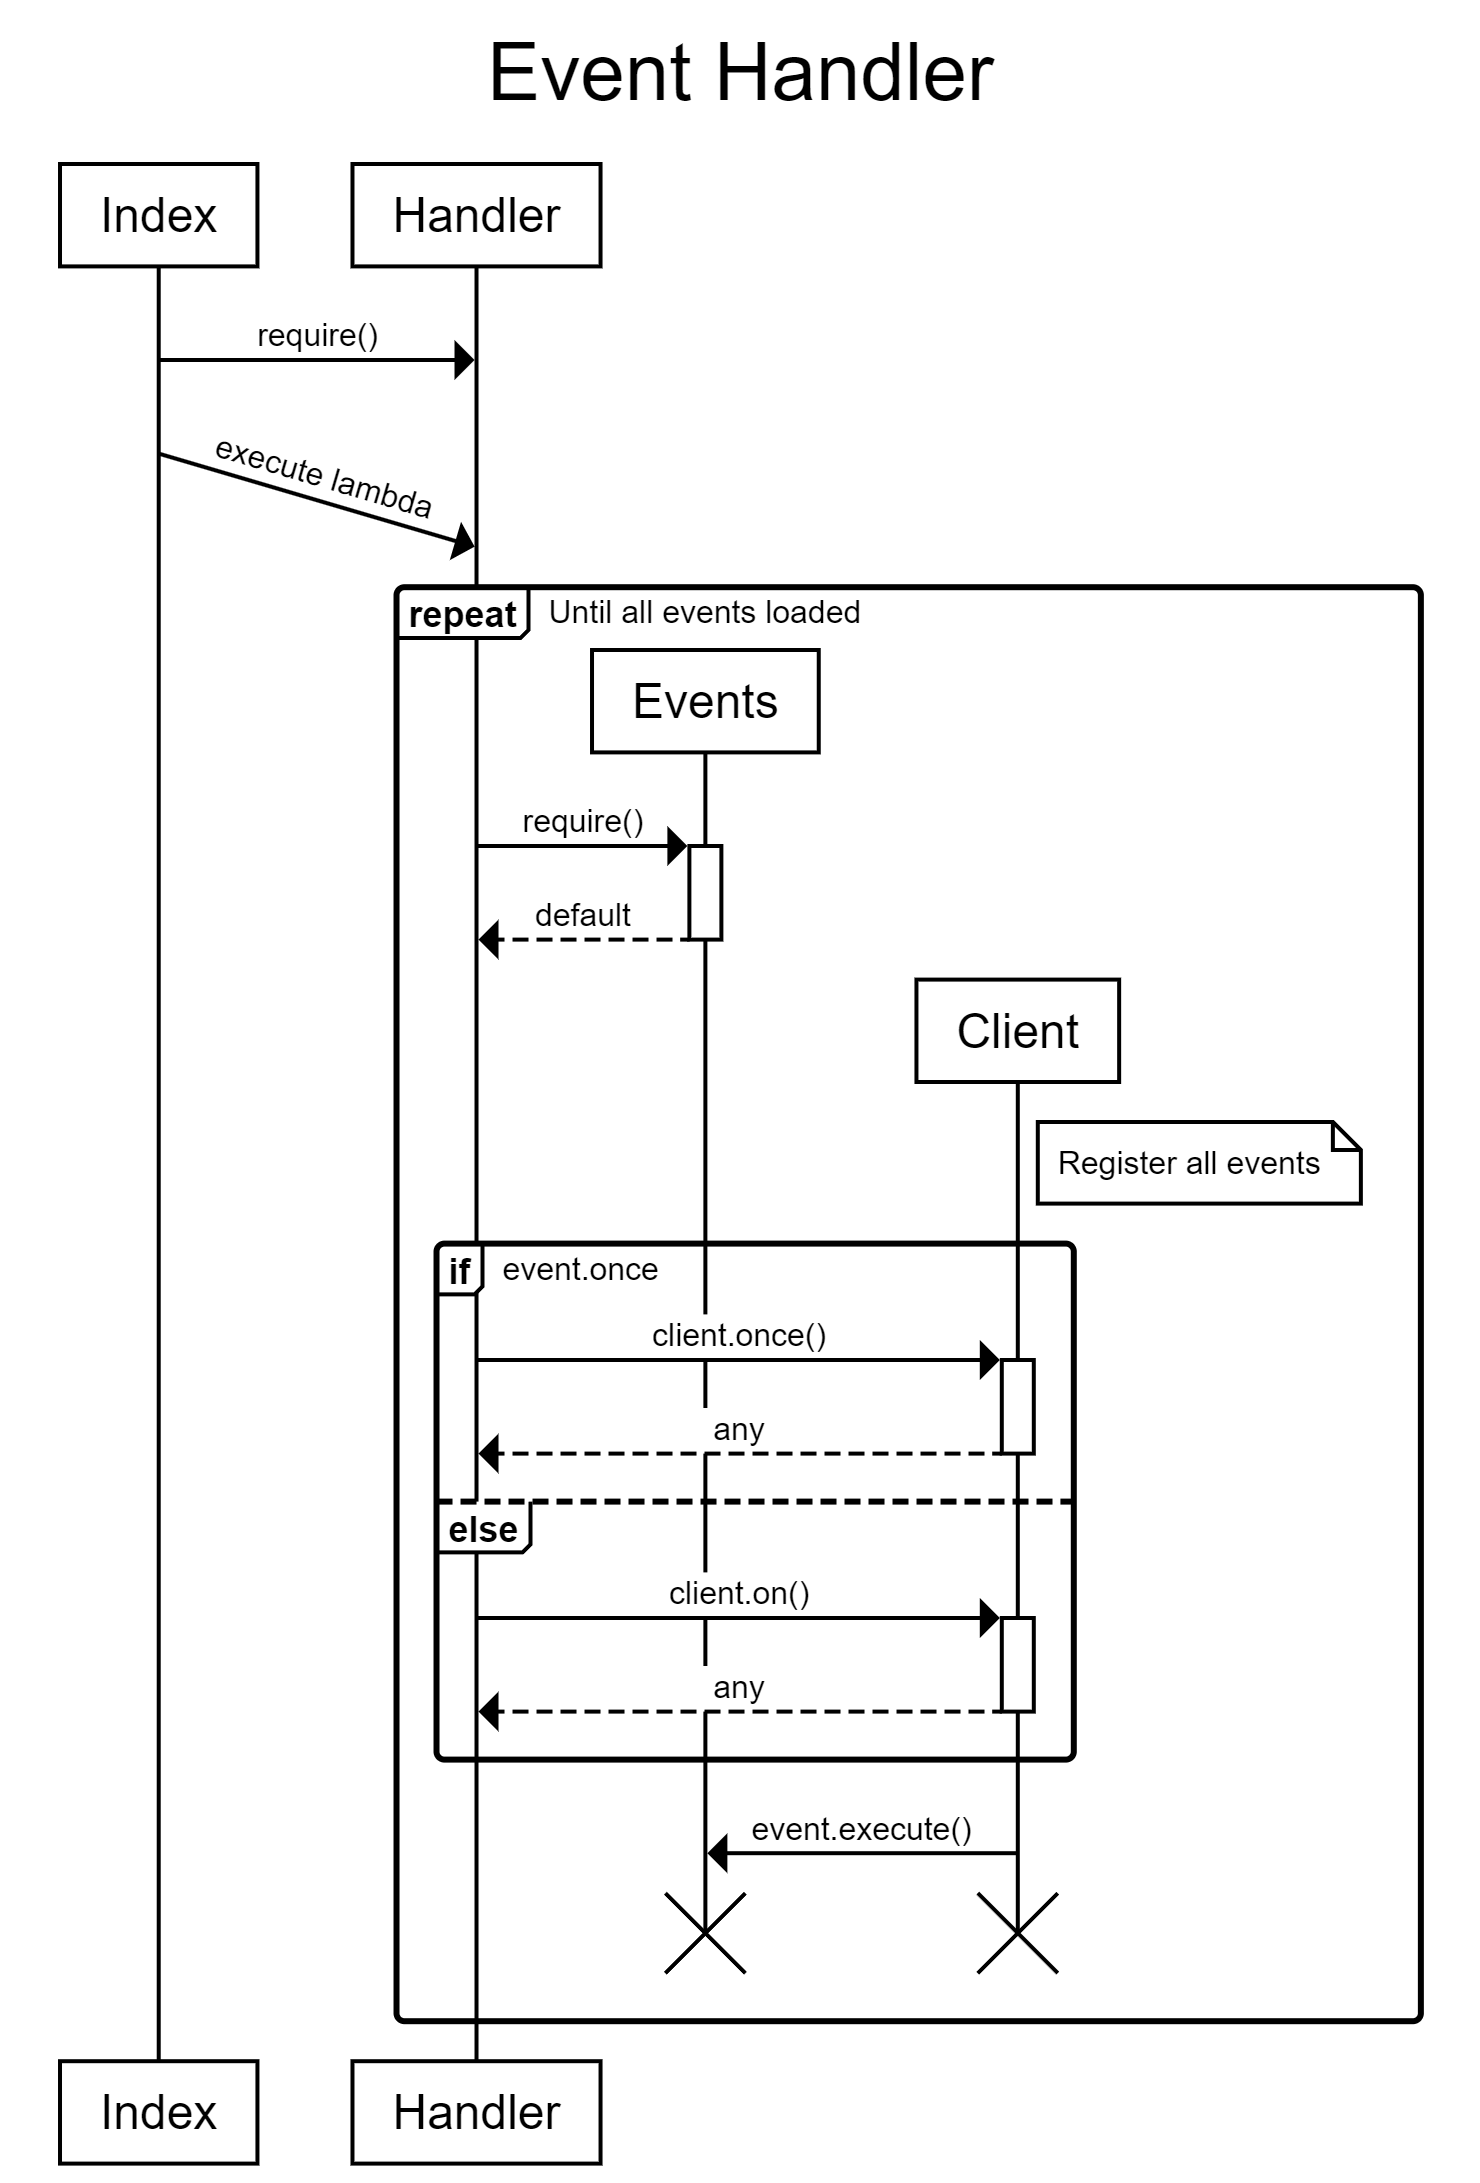 Event Handler
Index
Handler
require()
execute lambda
repeat
Until all events loaded
Events
require()
default
Client
Register all events
if
event.once
client.once()
any
else
client.on()
any
event.execute()
Index
Handler